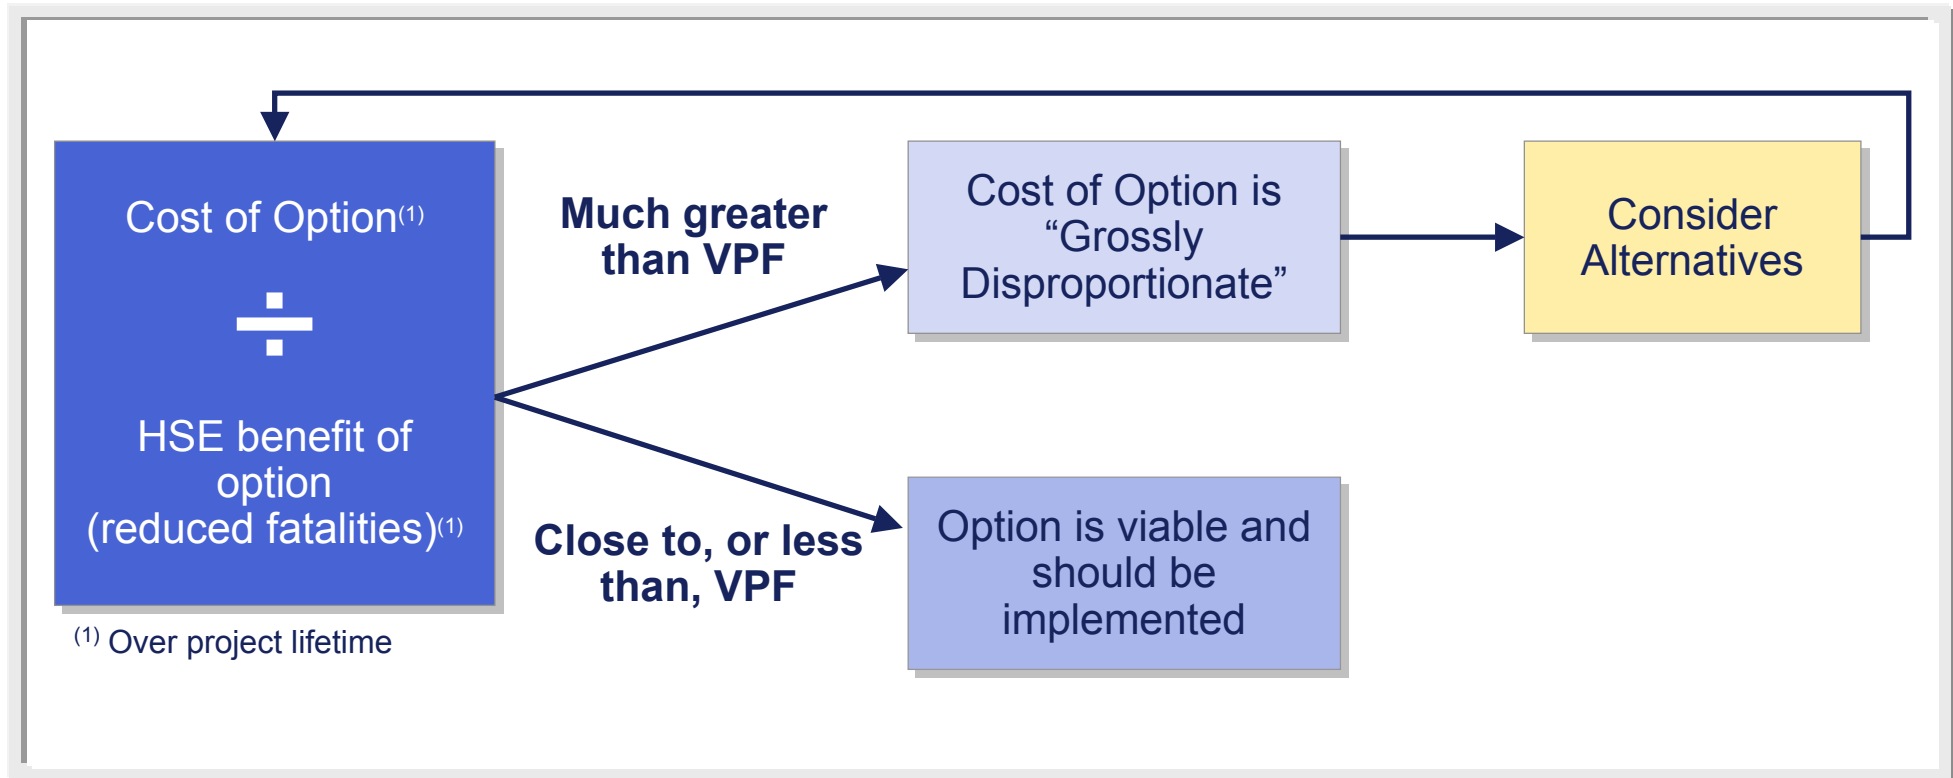 Cost of Option(1)
÷
HSE benefit of
option
(reduced fatalities)(1)
(1) Over project lifetime
Much greater
than VPF
Close to, or less
than, VPF
Cost of Option is
“Grossly
Disproportionate”
Option is viable and
should be
implemented
Consider
Alternatives